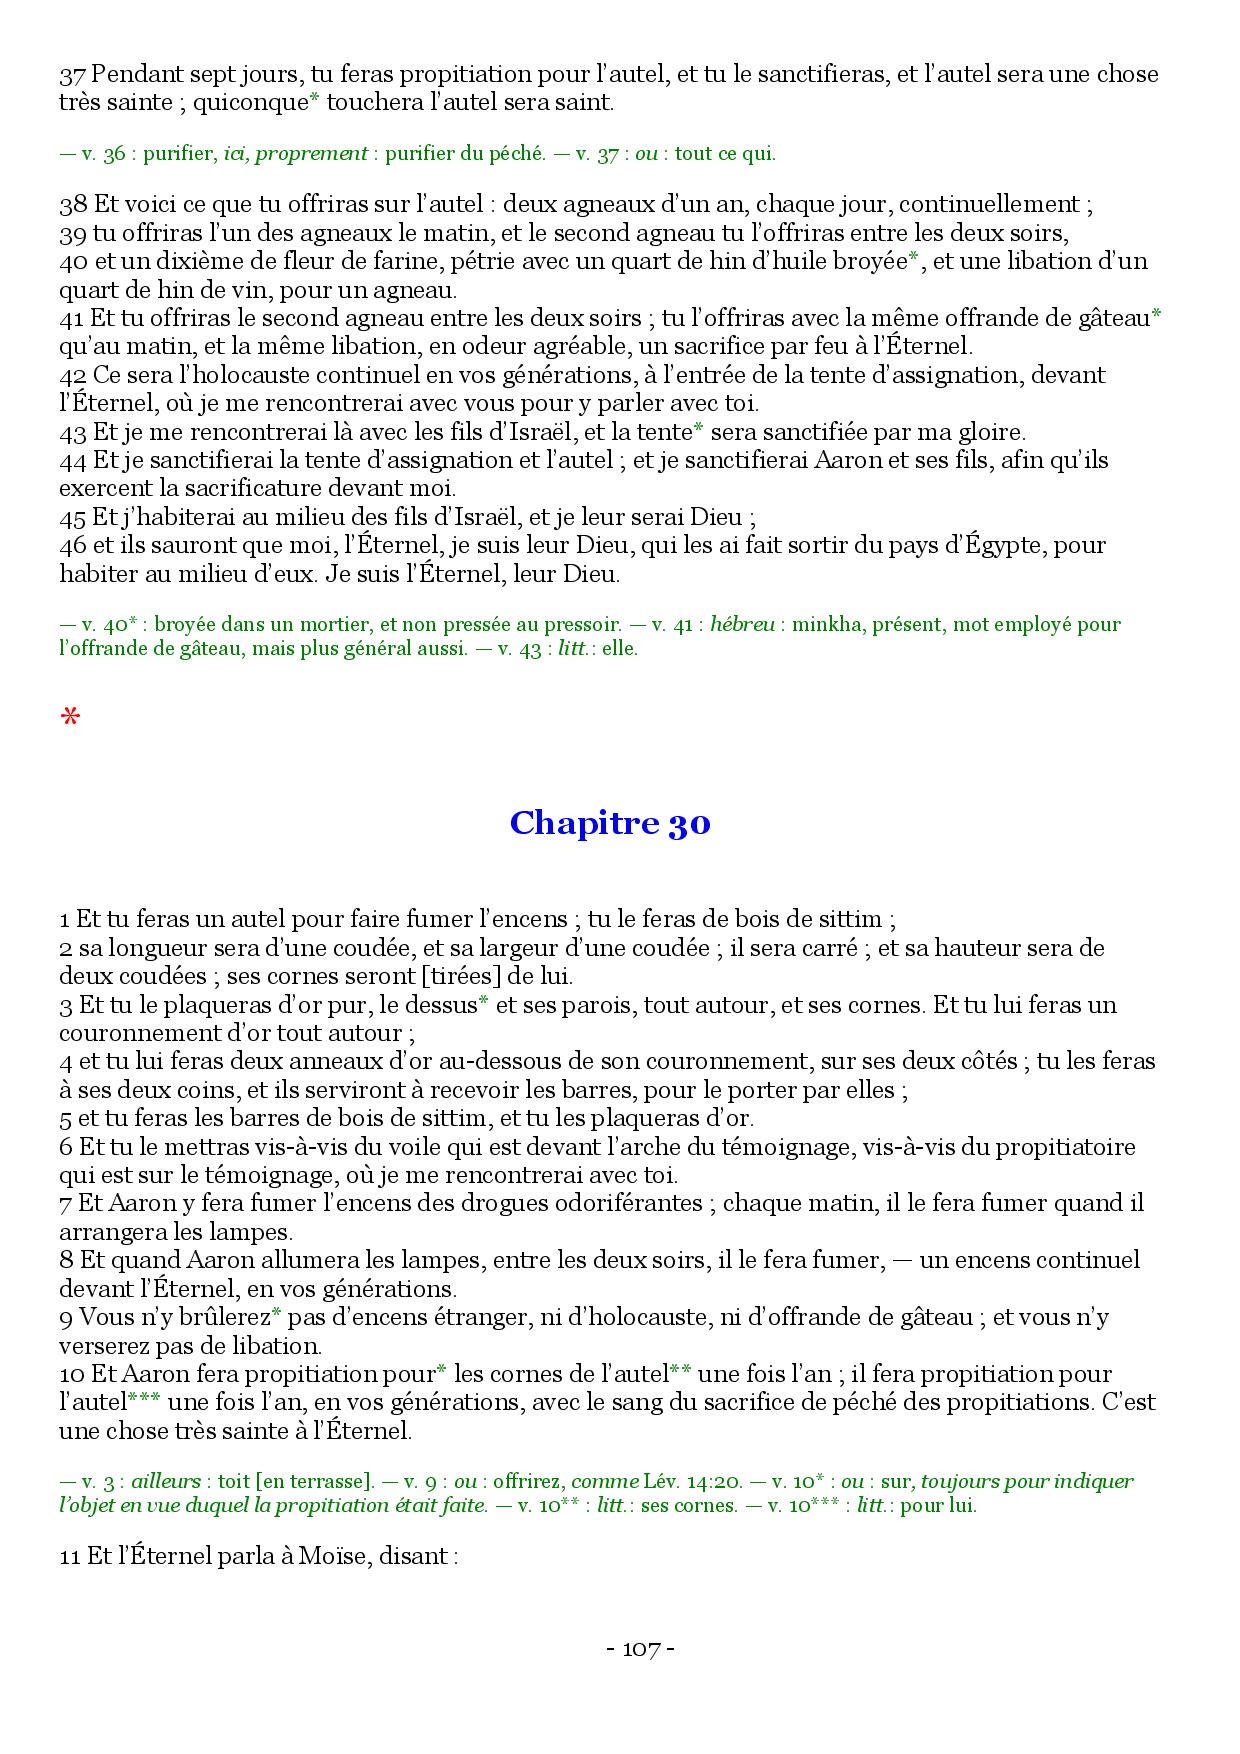 37 Pendant sept jours, tu feras propitiation pour l’autel, et tu le sanctifieras, et l’autel sera une chose
très sainte ; quiconque* touchera l’autel sera saint.
— v. 36 : purifier, ici, proprement : purifier du péché. — v. 37 : ou : tout ce qui.
38 Et voici ce que tu offriras sur l’autel : deux agneaux d’un an, chaque jour, continuellement ;
39 tu offriras l’un des agneaux le matin, et le second agneau tu l’offriras entre les deux soirs,
40 et un dixième de fleur de farine, pétrie avec un quart de hin d’huile broyée*, et une libation d’un
quart de hin de vin, pour un agneau.
41 Et tu offriras le second agneau entre les deux soirs ; tu l’offriras avec la même offrande de gâteau*
qu’au matin, et la même libation, en odeur agréable, un sacrifice par feu à l’Éternel.
42 Ce sera l’holocauste continuel en vos générations, à l’entrée de la tente d’assignation, devant
l’Éternel, où je me rencontrerai avec vous pour y parler avec toi.
43 Et je me rencontrerai là avec les fils d’Israël, et la tente* sera sanctifiée par ma gloire.
44 Et je sanctifierai la tente d’assignation et l’autel ; et je sanctifierai Aaron et ses fils, afin qu’ils
exercent la sacrificature devant moi.
45 Et j’habiterai au milieu des fils d’Israël, et je leur serai Dieu ;
46 et ils sauront que moi, l’Éternel, je suis leur Dieu, qui les ai fait sortir du pays d’Égypte, pour
habiter au milieu d’eux. Je suis l’Éternel, leur Dieu.
— v. 40* : broyée dans un mortier, et non pressée au pressoir. — v. 41 : hébreu : minkha, présent, mot employé pour
l’offrande de gâteau, mais plus général aussi. — v. 43 : litt.: elle.
*
Chapitre 30
1 Et tu feras un autel pour faire fumer l’encens ; tu le feras de bois de sittim ;
2 sa longueur sera d’une coudée, et sa largeur d’une coudée ; il sera carré ; et sa hauteur sera de
deux coudées ; ses cornes seront [tirées] de lui.
3 Et tu le plaqueras d’or pur, le dessus* et ses parois, tout autour, et ses cornes. Et tu lui feras un
couronnement d’or tout autour ;
4 et tu lui feras deux anneaux d’or au-dessous de son couronnement, sur ses deux côtés ; tu les feras
à ses deux coins, et ils serviront à recevoir les barres, pour le porter par elles ;
5 et tu feras les barres de bois de sittim, et tu les plaqueras d’or.
6 Et tu le mettras vis-à-vis du voile qui est devant l’arche du témoignage, vis-à-vis du propitiatoire
qui est sur le témoignage, où je me rencontrerai avec toi.
7 Et Aaron y fera fumer l’encens des drogues odoriférantes ; chaque matin, il le fera fumer quand il
arrangera les lampes.
8 Et quand Aaron allumera les lampes, entre les deux soirs, il le fera fumer, — un encens continuel
devant l’Éternel, en vos générations.
9 Vous n’y brûlerez* pas d’encens étranger, ni d’holocauste, ni d’offrande de gâteau ; et vous n’y
verserez pas de libation.
10 Et Aaron fera propitiation pour* les cornes de l’autel** une fois l’an ; il fera propitiation pour
l’autel*** une fois l’an, en vos générations, avec le sang du sacrifice de péché des propitiations. C’est
une chose très sainte à l’Éternel.
— v. 3 : ailleurs : toit [en terrasse]. — v. 9 : ou : offrirez, comme Lév. 14:20. — v. 10* : ou : sur, toujours pour indiquer
l’objet en vue duquel la propitiation était faite. — v. 10** : litt.: ses cornes. — v. 10*** : litt.: pour lui.
11 Et l’Éternel parla à Moïse, disant :
- 107 -